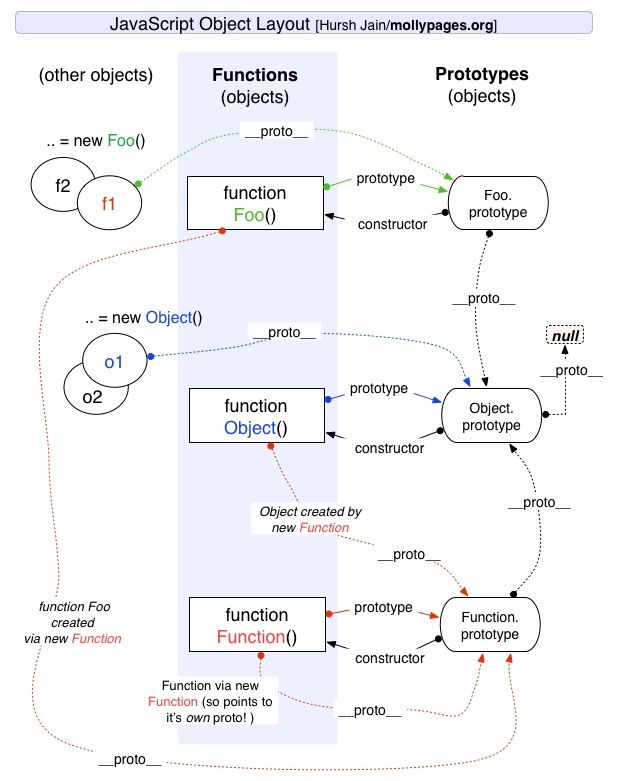 JavaScript Object Layout [Hursh Jain/mollypages.org]
(other objects)
Functions
(objects)
Prototypes
(objects)
.. = new Foo()
f2
f1
__proto__
function
Foo()
prototype
constructor
Foo.
prototype
__proto__
.. = new Object()
o1
o2
__proto__
null
__proto__
function
Object()
prototype
constructor
Object.
prototype
Object created by
new Function
__proto__
__proto__
function Foo
created
via new Function
function
Function()
prototype
constructor
Function.
prototype
Function via new
Function (so points to
it's own proto! )
__proto__
__proto__